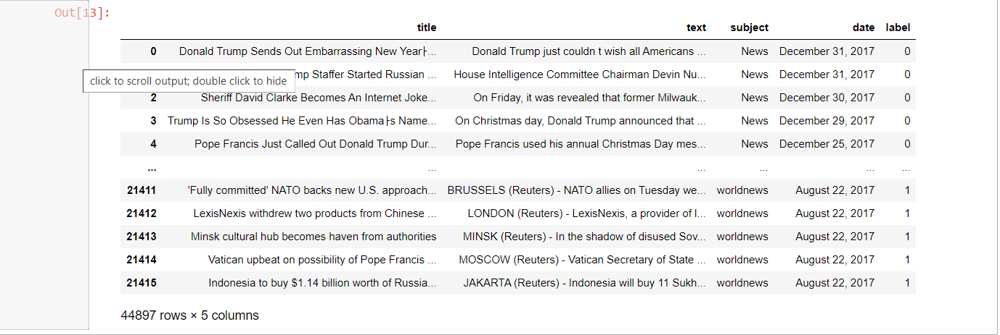 Out[13]:
title text subject date label
0 Donald Trump Sends Out Embarrassing New Year├... Donald Trump just couldn t wish all Americans ... News December 31, 2017 0
click to scroll output; double click to hide mp Staffer Started Russian ... House Intelligence Committee Chairman Devin Nu... News December 31, 2017 0
2 Sheriff David Clarke Becomes An Internet Joke... On Friday, it was revealed that former Milwauk... News December 30, 2017 0
3 Trump Is So Obsessed He Even Has Obama├s Name... On Christmas day, Donald Trump announced that ... News December 29, 2017 0
4 Pope Francis Just Called Out Donald Trump Dur... Pope Francis used his annual Christmas Day mes... News December 25, 2017 0
... ... ... ... ... ...
21411 'Fully committed' NATO backs new U.S. approach... BRUSSELS (Reuters) - NATO allies on Tuesday we... worldnews August 22, 2017 1
21412 LexisNexis withdrew two products from Chinese ... LONDON (Reuters) - LexisNexis, a provider of l... worldnews August 22, 2017 1
21413 Minsk cultural hub becomes haven from authorities MINSK (Reuters) - In the shadow of disused Sov... worldnews August 22, 2017 1
21414 Vatican upbeat on possibility of Pope Francis ... MOSCOW (Reuters) - Vatican Secretary of State ... worldnews August 22, 2017 1
21415 Indonesia to buy $1.14 billion worth of Russia... JAKARTA (Reuters) - Indonesia will buy 11 Sukh... worldnews August 22, 2017 1
44897 rows × 5 columns